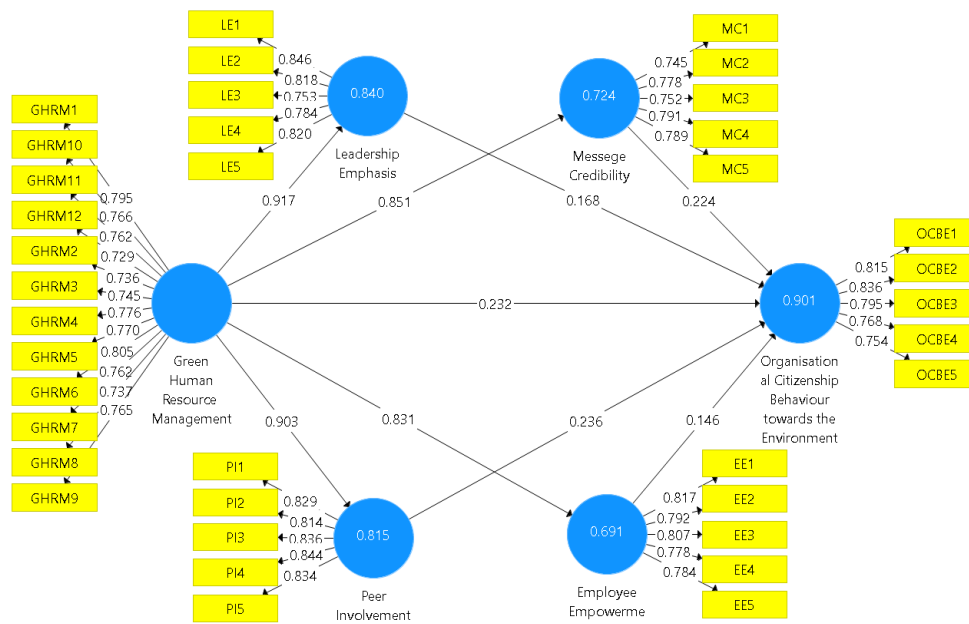 LE1
LE2
LE3
LE4
LE5
0.846
0.818
0.753
0.784
0.820
0.840
Leadership
Emphasis
MC1
MC2
MC3
MC4
MC5
0.745
0.778
0.752
0.791
0.789
0.724
Messege
Credibility
GHRM1
GHRM10
GHRM11
GHRM12
GHRM2
GHRM3
GHRM4
GHRM5
GHRM6
GHRM7
GHRM8
GHRM9
0.795
0.766
0.762
0.729
0.736
0.745
0.776
0.770
0.805
0.762
0.737
0.765
Green
Human
Resource
Management
0.917
0.851
0.168
0.224
0.232
0.903
0.831
0.236
0.146
OCBE1
OCBE2
OCBE3
OCBE4
OCBE5
0.815
0.836
0.795
0.768
0.754
0.901
Organisation
al Citizenship
Behaviour
towards the
Environment
PI1
PI2
PI3
PI4
PI5
0.829
0.814
0.836
0.844
0.834
0.815
Peer
Involvement
EE1
EE2
EE3
EE4
EE5
0.817
0.792
0.807
0.778
0.784
0.691
Employee
Empowerme